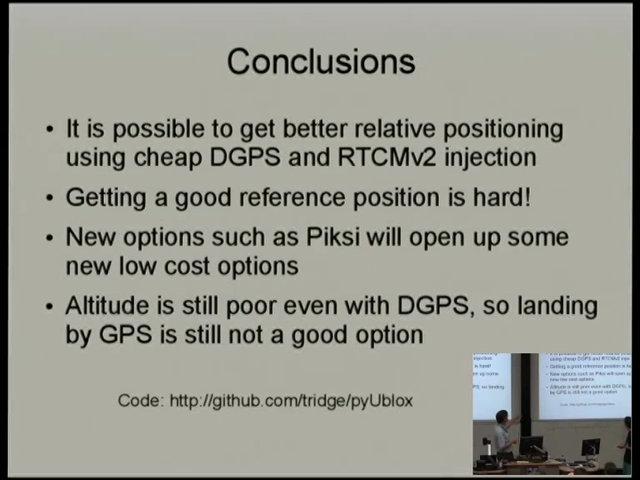 Conclusions
• It is possible to get better relative positioning
using cheap DGPS and RTCMv2 injection
• Getting a good reference position is hard!
• New options such as Piksi will open up some
new low cost options
• Altitude is still poor even with DGPS, so landing
by GPS is still not a good option
Code: http://github.com/tridge/pyUblox